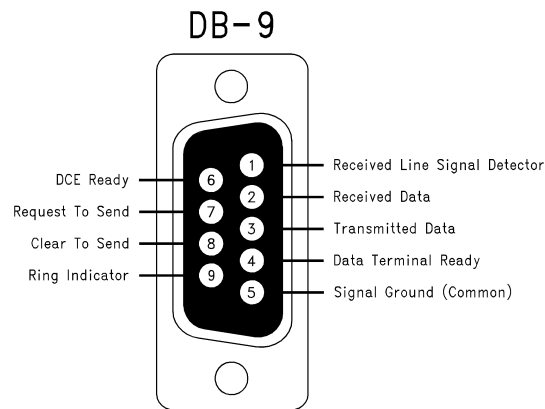 DB-9
1 Received Line Signal Detector
DCE Ready 6
2 Received Data
Request To Send 7
3 Transmitted Data
Clear To Send 8
4 Data Terminal Ready
Ring Indicator 9
5 Signal Ground (Common)